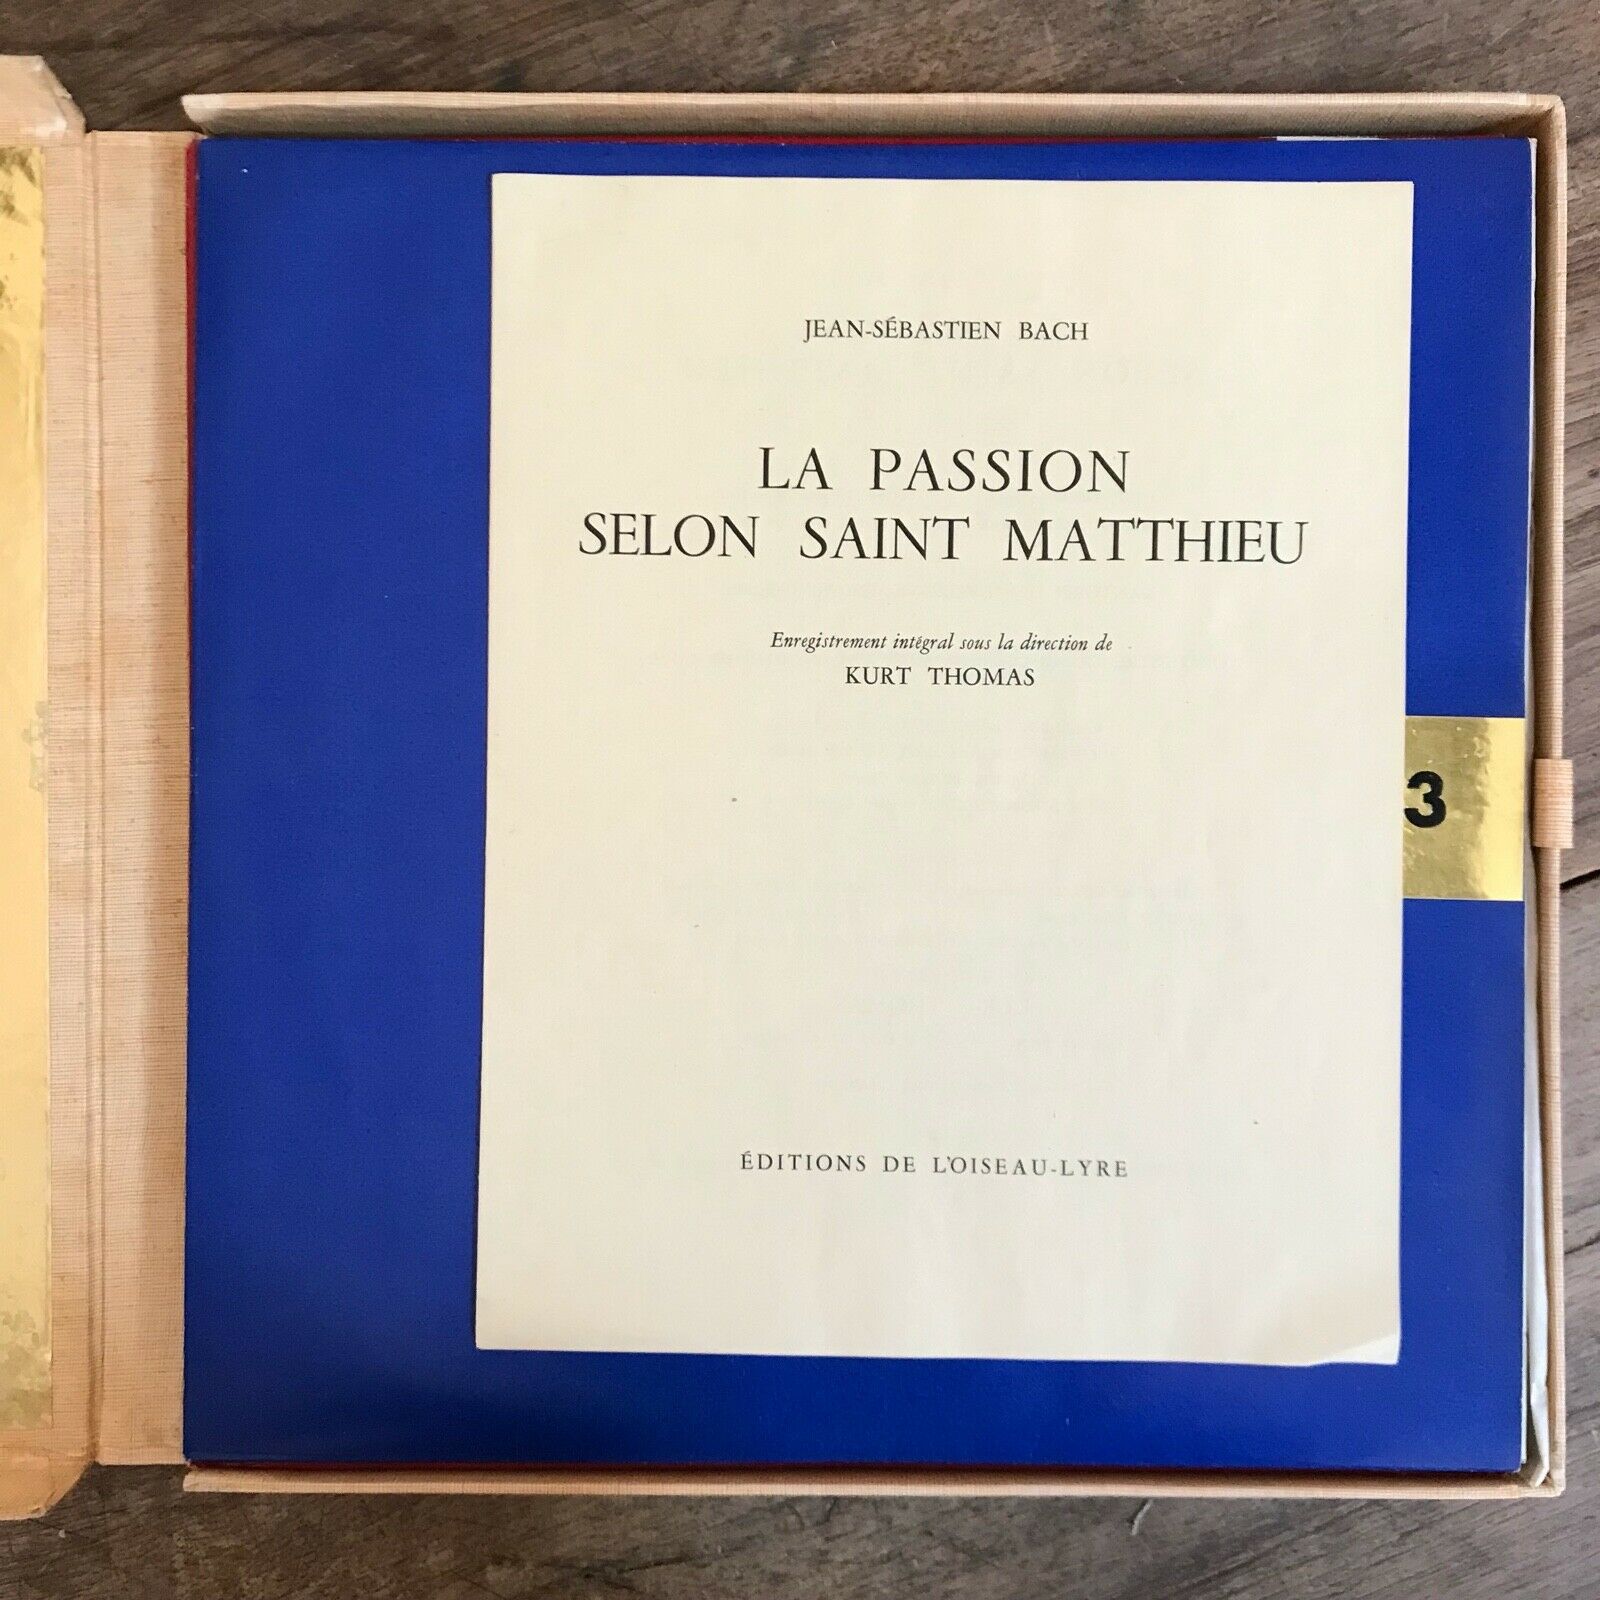 JEAN-SÉBASTIEN BACH
LA PASSION
SELON SAINT MATTHIEU
Enregistrement intégral sous la direction de
KURT THOMAS
3
ÉDITIONS DE L'OISEAU-LYRE